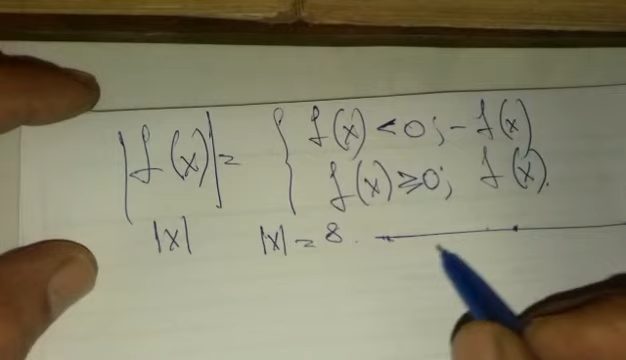 |f(x)| = { f(x) < 0; - f(x)
f(x) ≥ 0; f(x).
|x| |x| = 8.